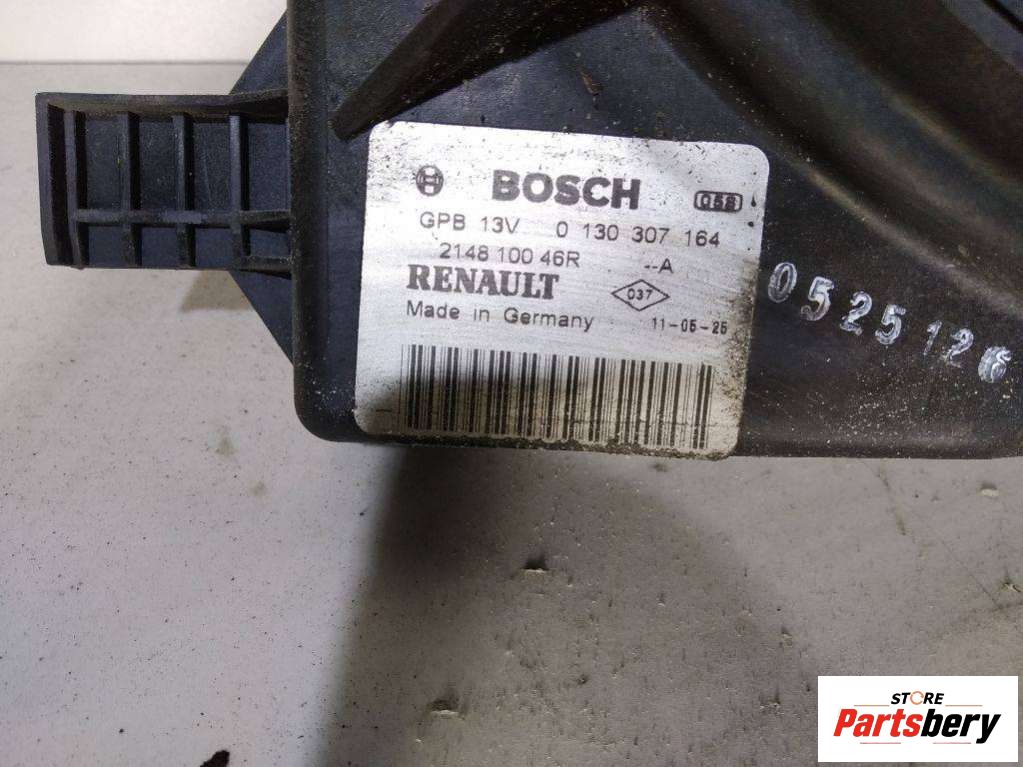 BOSCH 058
GPB 13V 0 130 307 164
2148 100 46R --A
RENAULT 037
Made in Germany 11-05-25
0525126
STORE
Partsbery